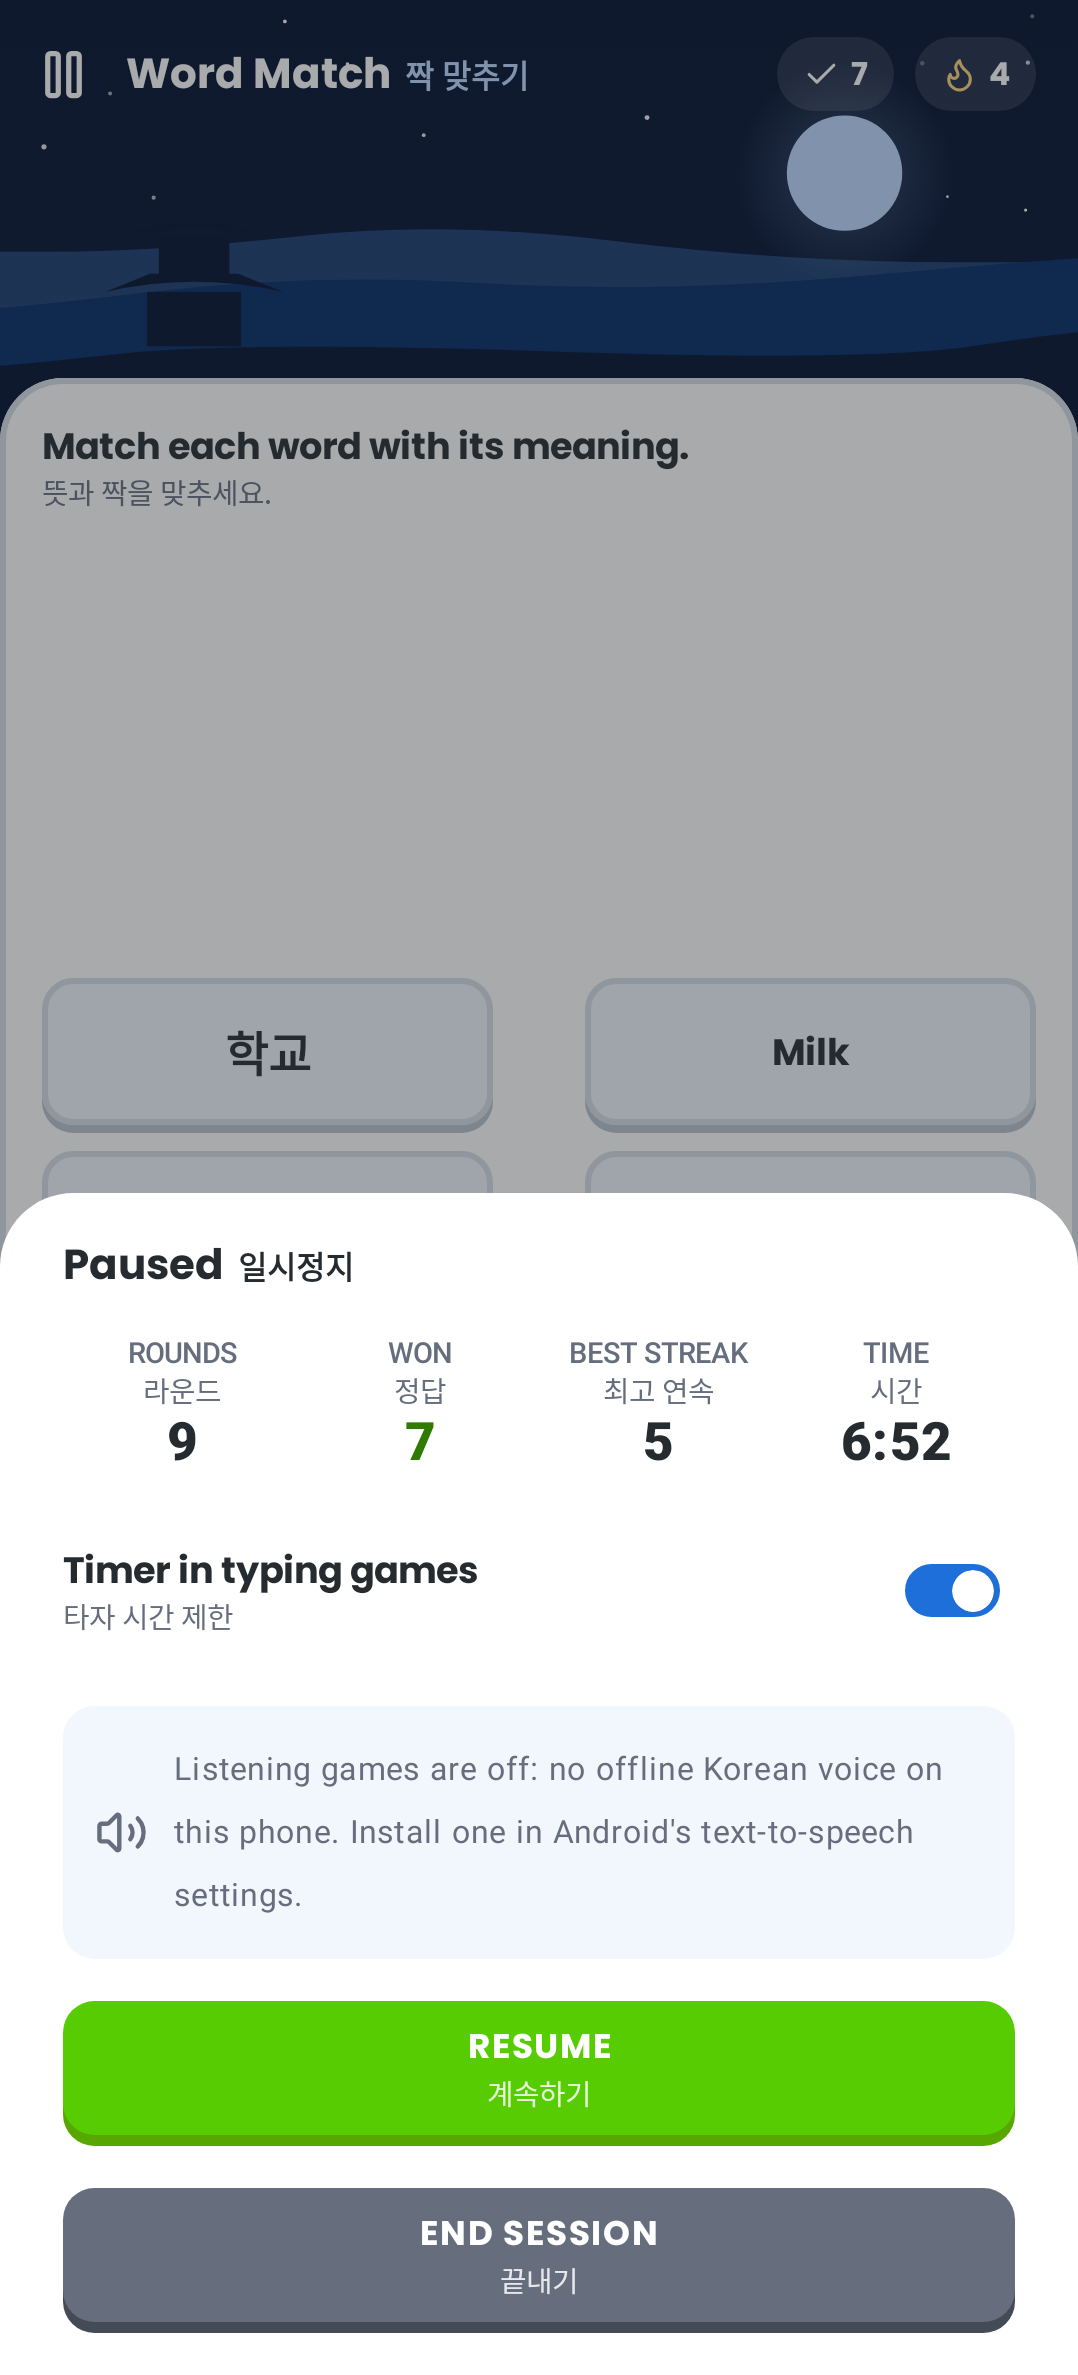 Word Match 짝 맞추기 7 4
Match each word with its meaning.
뜻과 짝을 맞추세요.
학교 Milk
Paused 일시정지
ROUNDS WON BEST STREAK TIME
라운드 정답 최고 연속 시간
9 7 5 6:52
Timer in typing games
타자 시간 제한
Listening games are off: no offline Korean voice on
this phone. Install one in Android's text-to-speech
settings.
RESUME
계속하기
END SESSION
끝내기